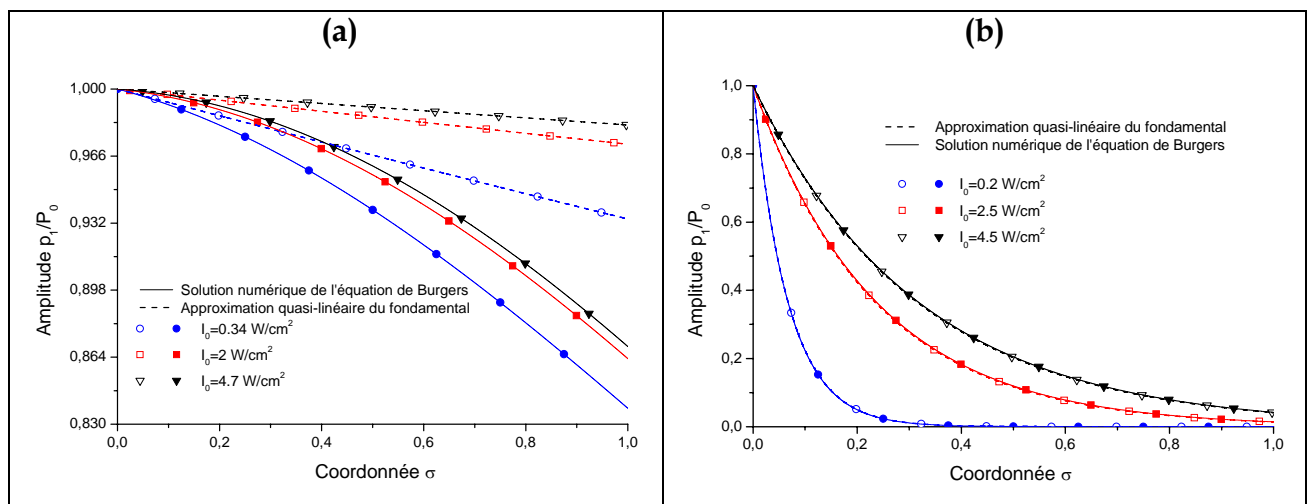 (a)
1,000
0,966
0,932
0,898
0,864
0,830
Amplitude p1/P0
Solution numérique de l'équation de Burgers
Approximation quasi-linéaire du fondamental
I0=0.34 W/cm2
I0=2 W/cm2
I0=4.7 W/cm2
0,0 0,2 0,4 0,6 0,8 1,0
Coordonnée σ
(b)
1,0
0,8
0,6
0,4
0,2
0,0
Amplitude p1/P0
Approximation quasi-linéaire du fondamental
Solution numérique de l'équation de Burgers
I0=0.2 W/cm2
I0=2.5 W/cm2
I0=4.5 W/cm2
0,0 0,2 0,4 0,6 0,8 1,0
Coordonnée σ